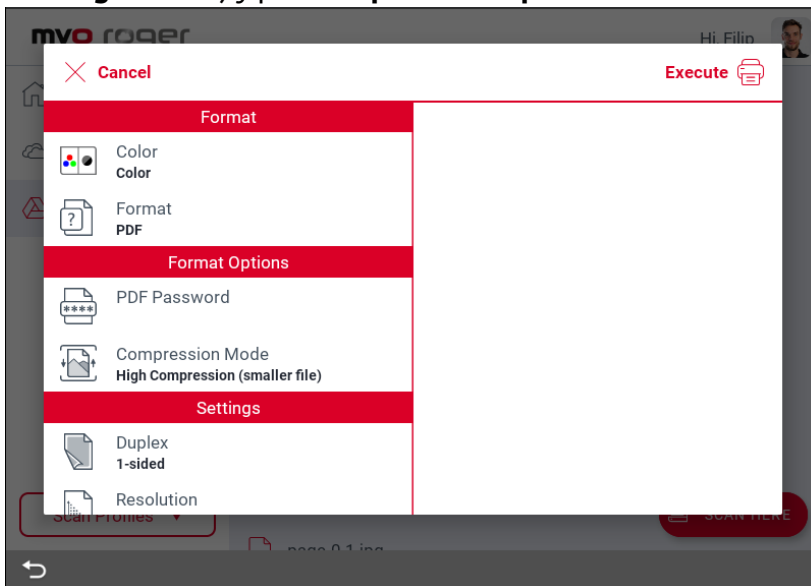 mvo roger
Hi, Filip
Cancel
Execute
Format
Color
Color
Format
?
PDF
Format Options
PDF Password
****
Compression Mode
High Compression (smaller file)
Settings
Duplex
1-sided
Resolution
Scan Profiles
SCAN HERE